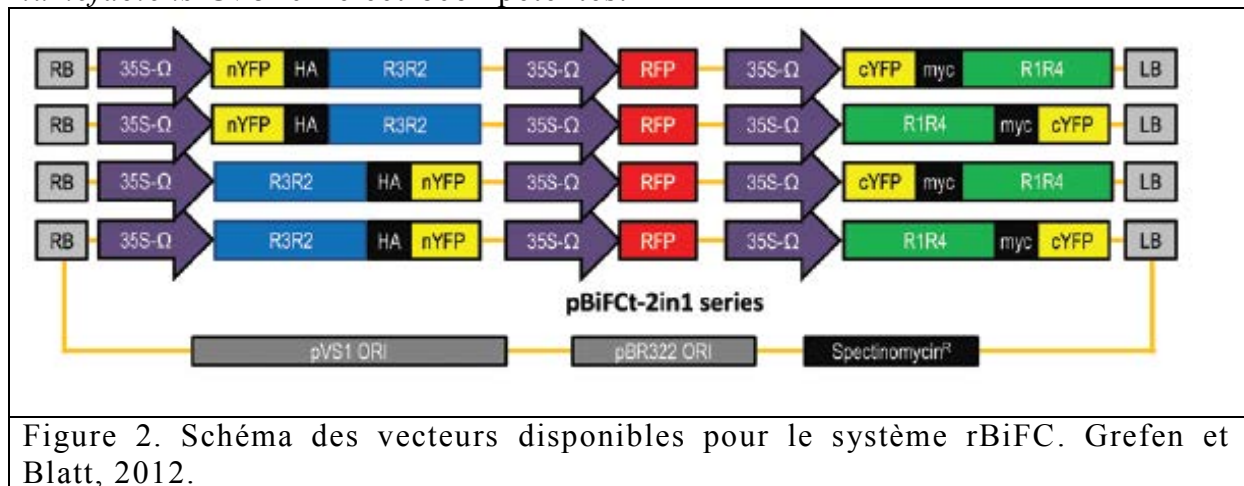 RB 35S-Ω nYFP HA R3R2 35S-Ω RFP 35S-Ω cYFP myc R1R4 LB
RB 35S-Ω nYFP HA R3R2 35S-Ω RFP 35S-Ω R1R4 myc cYFP LB
RB 35S-Ω R3R2 HA nYFP 35S-Ω RFP 35S-Ω cYFP myc R1R4 LB
RB 35S-Ω R3R2 HA nYFP 35S-Ω RFP 35S-Ω R1R4 myc cYFP LB
pBiFCt-2in1 series
pVS1 ORI pBR322 ORI Spectinomycinᴿ
Figure 2. Schéma des vecteurs disponibles pour le système rBiFC. Grefen et
Blatt, 2012.